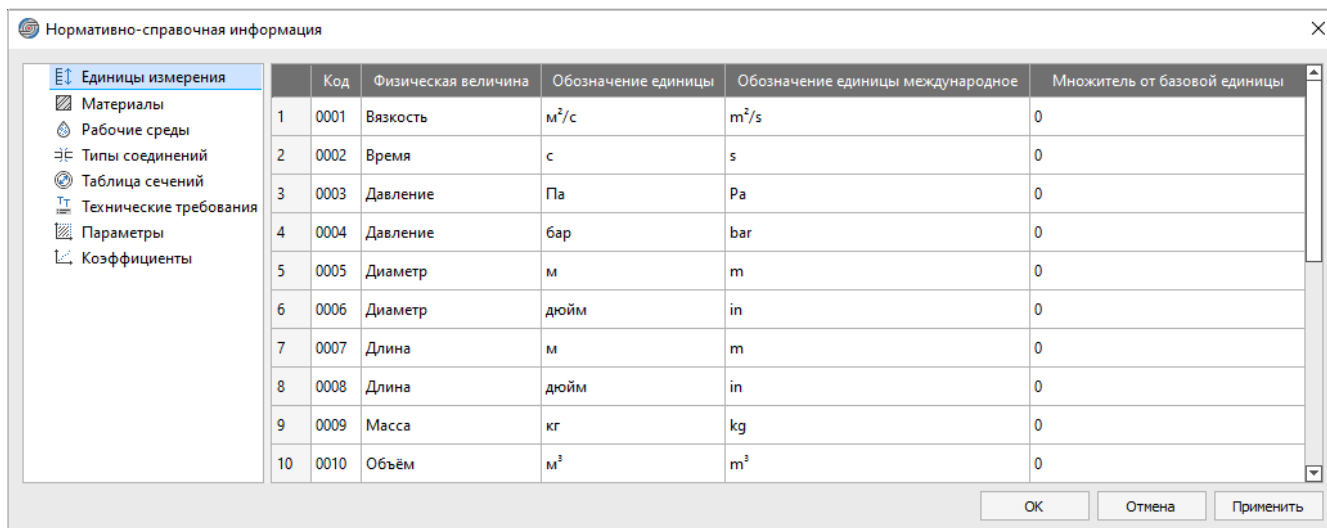 Нормативно-справочная информация
Единицы измерения
Материалы
Рабочие среды
Типы соединений
Таблица сечений
Технические требования
Параметры
Коэффициенты
Код Физическая величина Обозначение единицы Обозначение единицы международное Множитель от базовой единицы
1 0001 Вязкость м²/с m²/s 0
2 0002 Время с s 0
3 0003 Давление Па Pa 0
4 0004 Давление бар bar 0
5 0005 Диаметр м m 0
6 0006 Диаметр дюйм in 0
7 0007 Длина м m 0
8 0008 Длина дюйм in 0
9 0009 Масса кг kg 0
10 0010 Объём м³ m³ 0
ОК Отмена Применить